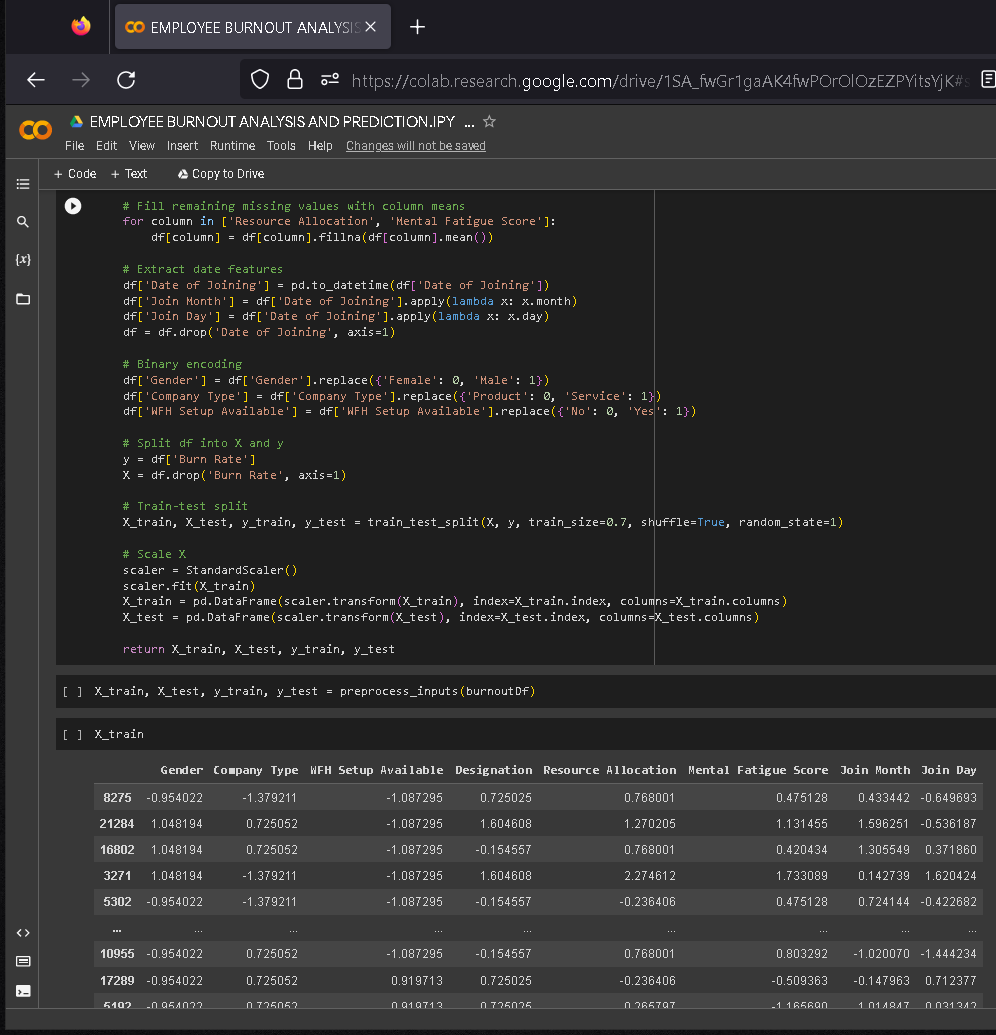 EMPLOYEE BURNOUT ANALYSIS
https://colab.research.google.com/drive/1SA_fwGr1gaAK4fwPOrOlOzEZPYitsYjK#s
EMPLOYEE BURNOUT ANALYSIS AND PREDICTION.IPY ...
File Edit View Insert Runtime Tools Help Changes will not be saved
+ Code + Text Copy to Drive
# Fill remaining missing values with column means
for column in ['Resource Allocation', 'Mental Fatigue Score']:
df[column] = df[column].fillna(df[column].mean())
# Extract date features
df['Date of Joining'] = pd.to_datetime(df['Date of Joining'])
df['Join Month'] = df['Date of Joining'].apply(lambda x: x.month)
df['Join Day'] = df['Date of Joining'].apply(lambda x: x.day)
df = df.drop('Date of Joining', axis=1)
# Binary encoding
df['Gender'] = df['Gender'].replace({'Female': 0, 'Male': 1})
df['Company Type'] = df['Company Type'].replace({'Product': 0, 'Service': 1})
df['WFH Setup Available'] = df['WFH Setup Available'].replace({'No': 0, 'Yes': 1})
# Split df into X and y
y = df['Burn Rate']
X = df.drop('Burn Rate', axis=1)
# Train-test split
X_train, X_test, y_train, y_test = train_test_split(X, y, train_size=0.7, shuffle=True, random_state=1)
# Scale X
scaler = StandardScaler()
scaler.fit(X_train)
X_train = pd.DataFrame(scaler.transform(X_train), index=X_train.index, columns=X_train.columns)
X_test = pd.DataFrame(scaler.transform(X_test), index=X_test.index, columns=X_test.columns)
return X_train, X_test, y_train, y_test
[ ] X_train, X_test, y_train, y_test = preprocess_inputs(burnoutDf)
[ ] X_train
Gender Company Type WFH Setup Available Designation Resource Allocation Mental Fatigue Score Join Month Join Day
8275 -0.954022 -1.379211 -1.087295 0.725025 0.768001 0.475128 0.433442 -0.649693
21284 1.048194 0.725052 -1.087295 1.604608 1.270205 1.131455 1.596251 -0.536187
16802 1.048194 0.725052 -1.087295 -0.154557 0.768001 0.420434 1.305549 0.371860
3271 1.048194 -1.379211 -1.087295 1.604608 2.274612 1.733089 0.142739 1.620424
5302 -0.954022 -1.379211 -1.087295 -0.154557 -0.236406 0.475128 0.724144 -0.422682
... ... ... ... ... ... ... ... ...
10955 -0.954022 0.725052 -1.087295 -0.154557 0.768001 0.803292 -1.020070 -1.444234
17289 -0.954022 0.725052 0.919713 0.725025 -0.236406 -0.509363 -0.147963 0.712377
5192 -0.954022 0.725052 0.919713 0.725025 0.265797 -1.165690 1.014847 0.031342